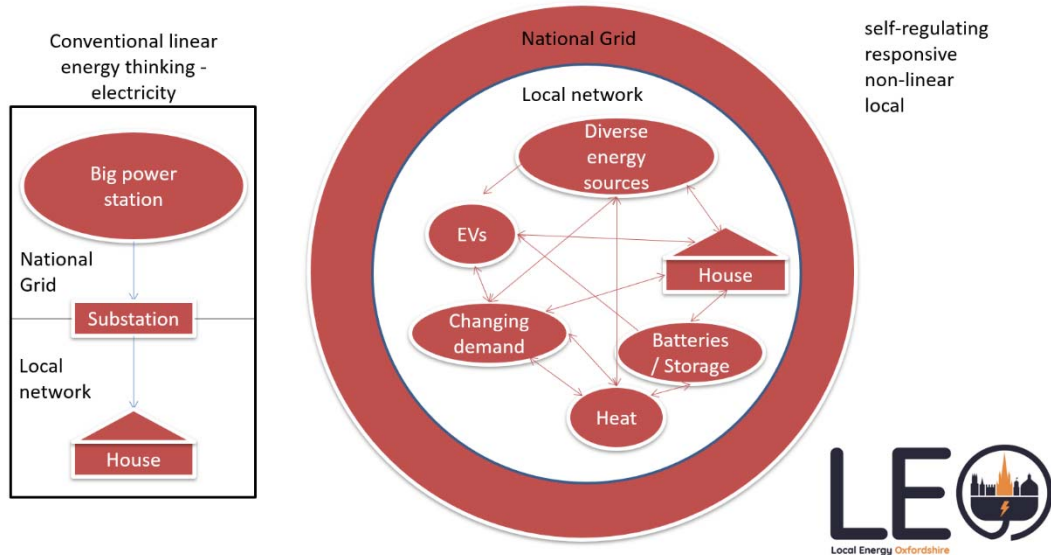 Conventional linear
energy thinking -
electricity
Big power
station
National
Grid
Substation
Local
network
House
National Grid
Local network
Diverse
energy
sources
EVs
House
Changing
demand
Batteries
/ Storage
Heat
self-regulating
responsive
non-linear
local
LEO
Local Energy Oxfordshire